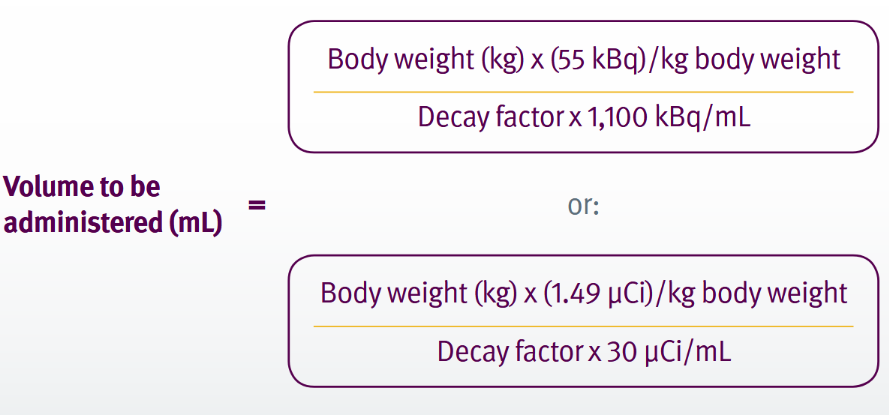 Body weight (kg) x (55 kBq)/kg body weight
Decay factor x 1,100 kBq/mL
Volume to be
administered (mL)
=
or:
Body weight (kg) x (1.49 µCi)/kg body weight
Decay factor x 30 µCi/mL